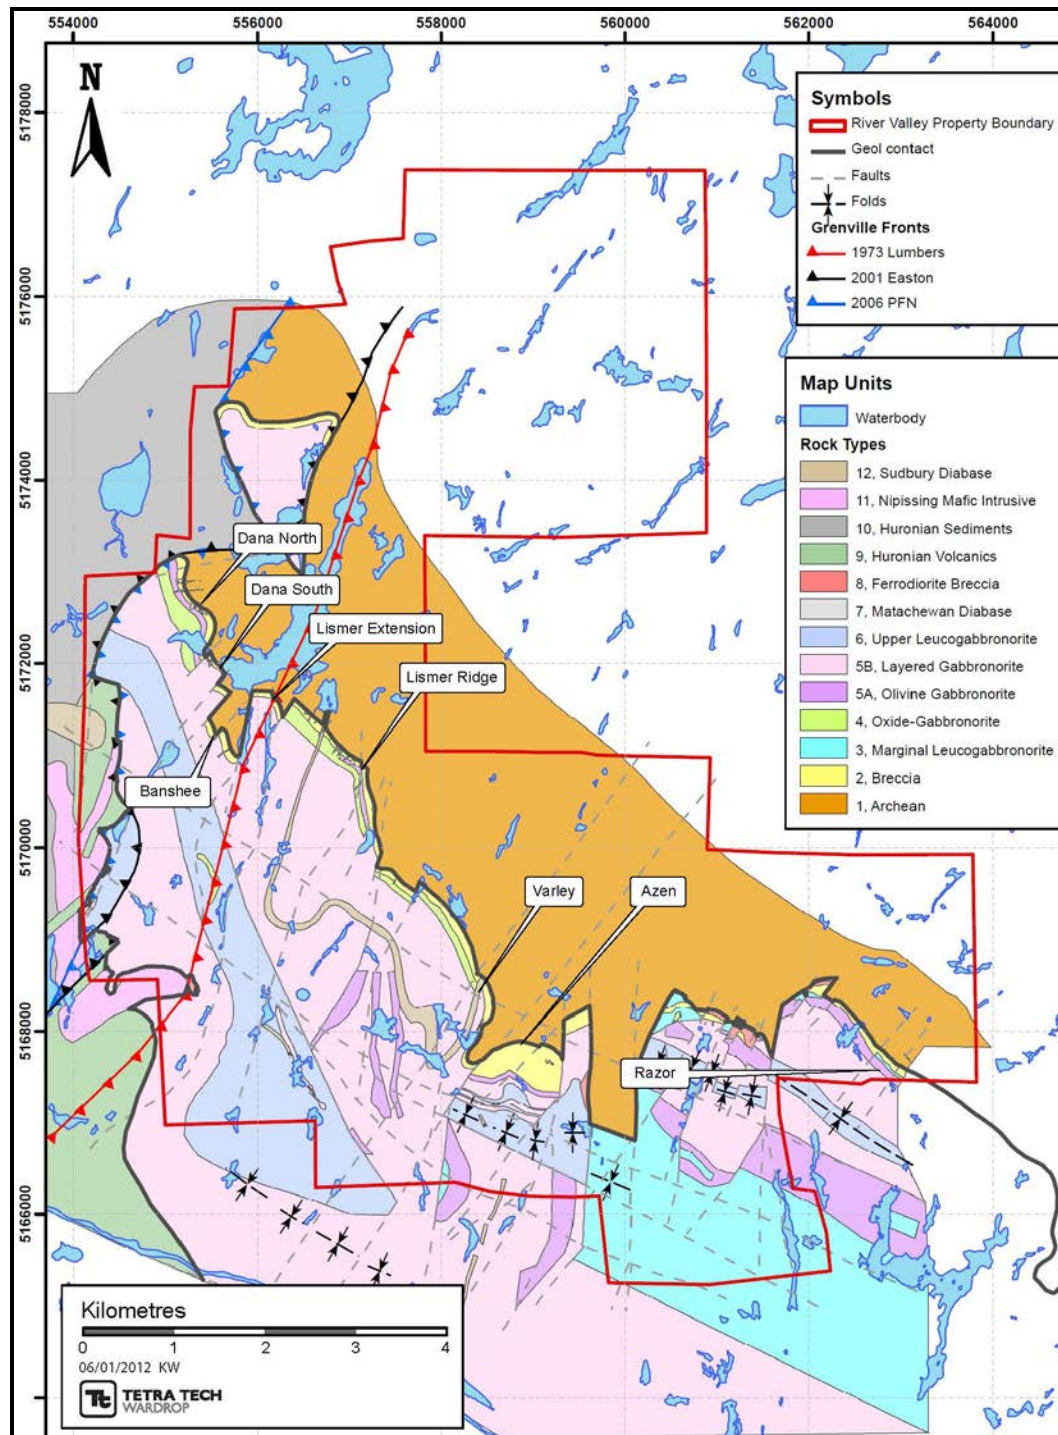 554000
556000
558000
560000
562000
564000
5178000
5176000
5174000
5172000
5170000
5168000
5166000
N
Symbols
River Valley Property Boundary
Geol contact
Faults
Folds
Grenville Fronts
1973 Lumbers
2001 Easton
2006 PFN
Map Units
Waterbody
Rock Types
12, Sudbury Diabase
11, Nipissing Mafic Intrusive
10, Huronian Sediments
9, Huronian Volcanics
8, Ferrodiorite Breccia
7, Matachewan Diabase
6, Upper Leucogabbronorite
5B, Layered Gabbronorite
5A, Olivine Gabbronorite
4, Oxide-Gabbronorite
3, Marginal Leucogabbronorite
2, Breccia
1, Archean
Dana North
Dana South
Lismer Extension
Lismer Ridge
Banshee
Varley
Azen
Razor
Kilometres
0 1 2 3 4
06/01/2012 KW
Tt TETRA TECH
WARDROP